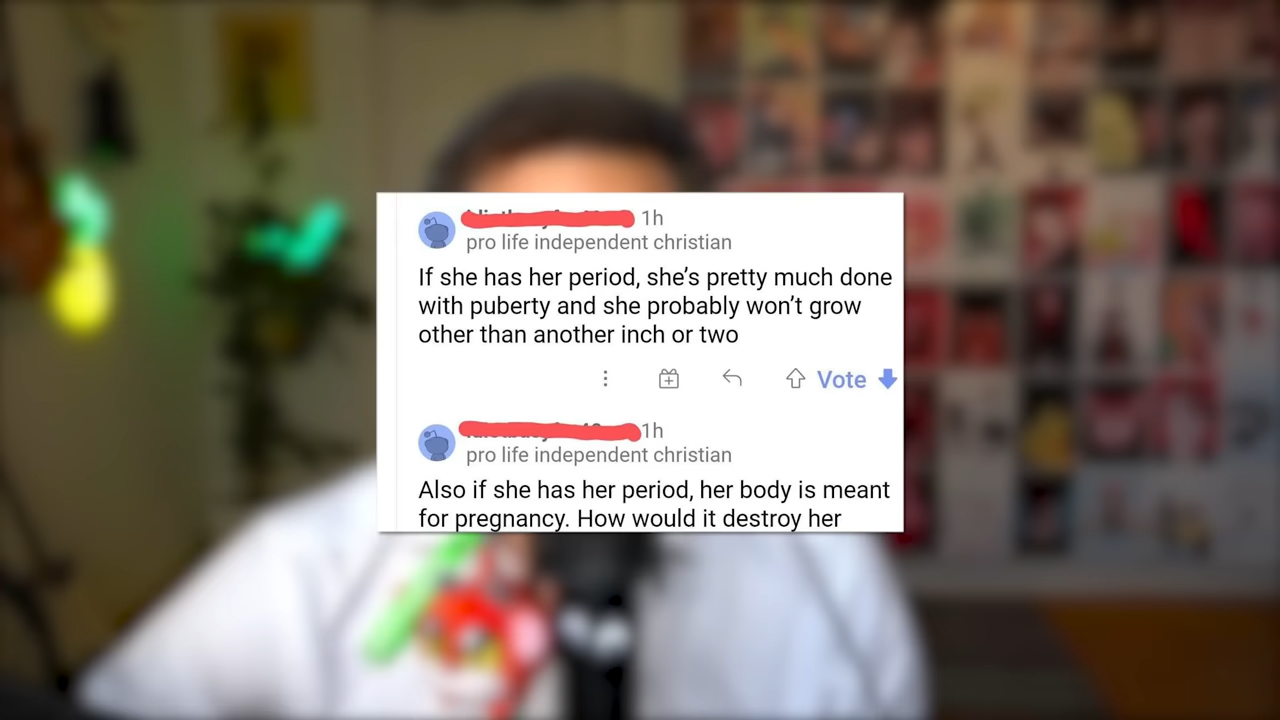 1h
pro life independent christian
If she has her period, she’s pretty much done
with puberty and she probably won’t grow
other than another inch or two
Vote
1h
pro life independent christian
Also if she has her period, her body is meant
for pregnancy. How would it destroy her